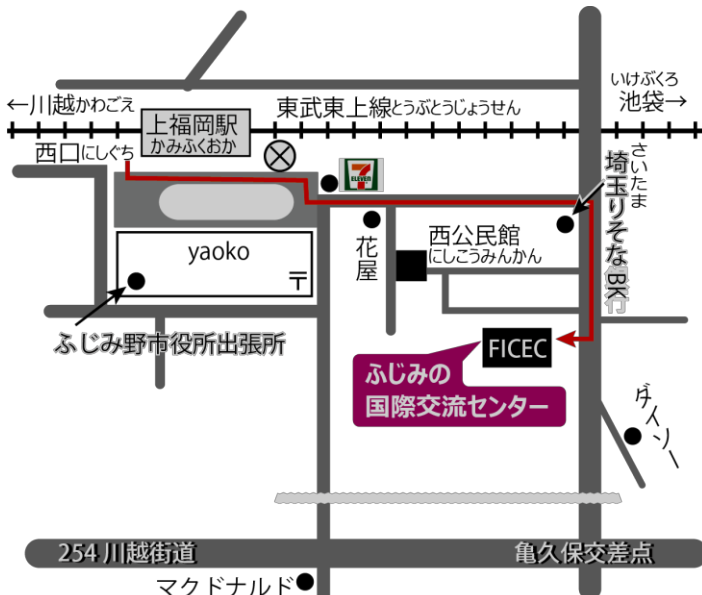 いけぶくろ
←川越かわごえ
東武東上線とうぶとうじょうせん
池袋→
上福岡駅
かみふくおか
西口にしぐち
7
ELEVEN
さいたま
埼玉りそなBK
銀行
花屋
西公民館
にしこうみんかん
yaoko
〒
ふじみ野市役所出張所
FICEC
ふじみの
国際交流センター
ダイソー
254 川越街道
亀久保交差点
マクドナルド